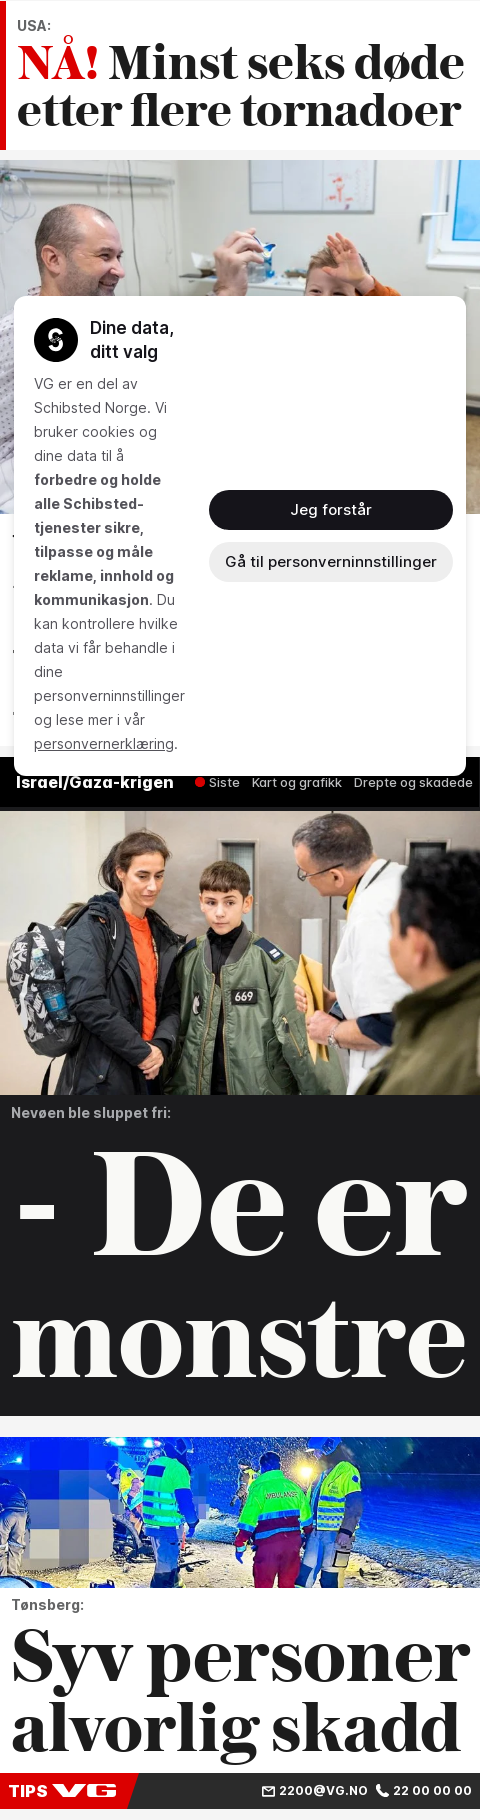 USA:
NÅ! Minst seks døde
etter flere tornadoer
Dine data,
ditt valg
VG er en del av
Schibsted Norge. Vi
bruker cookies og
dine data til å
forbedre og holde
alle Schibsted-
tjenester sikre,
tilpasse og måle
reklame, innhold og
kommunikasjon. Du
kan kontrollere hvilke
data vi får behandle i
dine
personverninnstillinger
og lese mer i vår
personvernerklæring.
Jeg forstår
Gå til personverninnstillinger
Israel/Gaza-krigen
Siste Kart og grafikk Drepte og skadede
669
Nevøen ble sluppet fri:
- De er
monstre
AMBULANSE
Tønsberg:
Syv personer
alvorlig skadd
TIPS VG 2200@VG.NO 22 00 00 00